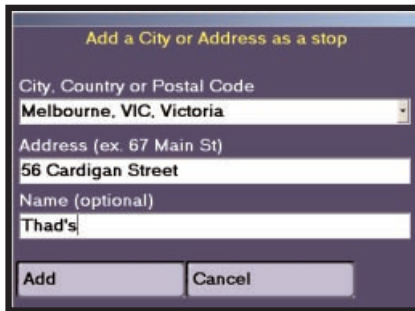 Add a City or Address as a stop
City, Country or Postal Code
Melbourne, VIC, Victoria
Address (ex. 67 Main St)
56 Cardigan Street
Name (optional)
Thad's
Add Cancel